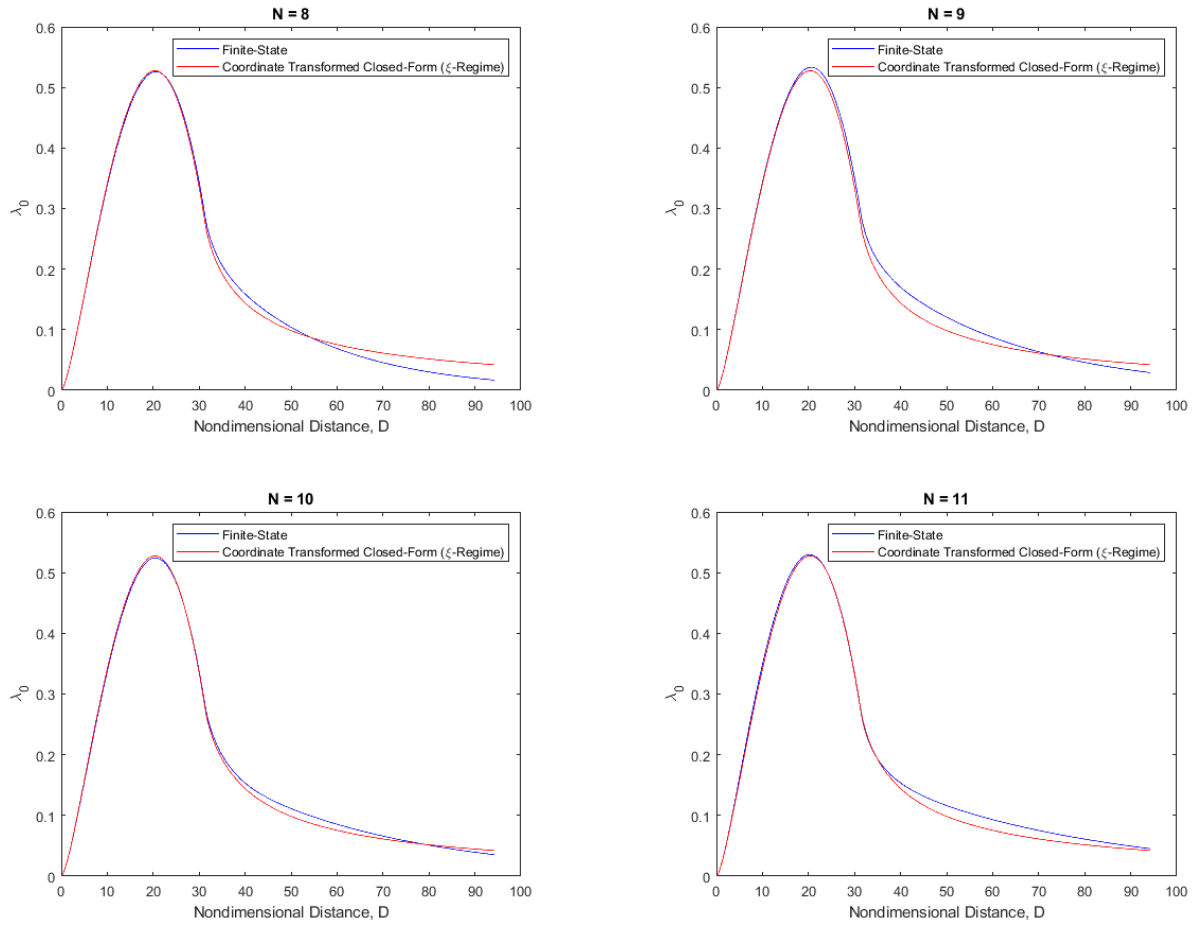 N = 8
0.6
0.5
0.4
0.3
0.2
0.1
0
λ0
Finite-State
Coordinate Transformed Closed-Form (ξ-Regime)
0 10 20 30 40 50 60 70 80 90 100
Nondimensional Distance, D
N = 9
0.6
0.5
0.4
0.3
0.2
0.1
0
λ0
Finite-State
Coordinate Transformed Closed-Form (ξ-Regime)
0 10 20 30 40 50 60 70 80 90 100
Nondimensional Distance, D
N = 10
0.6
0.5
0.4
0.3
0.2
0.1
0
λ0
Finite-State
Coordinate Transformed Closed-Form (ξ-Regime)
0 10 20 30 40 50 60 70 80 90 100
Nondimensional Distance, D
N = 11
0.6
0.5
0.4
0.3
0.2
0.1
0
λ0
Finite-State
Coordinate Transformed Closed-Form (ξ-Regime)
0 10 20 30 40 50 60 70 80 90 100
Nondimensional Distance, D